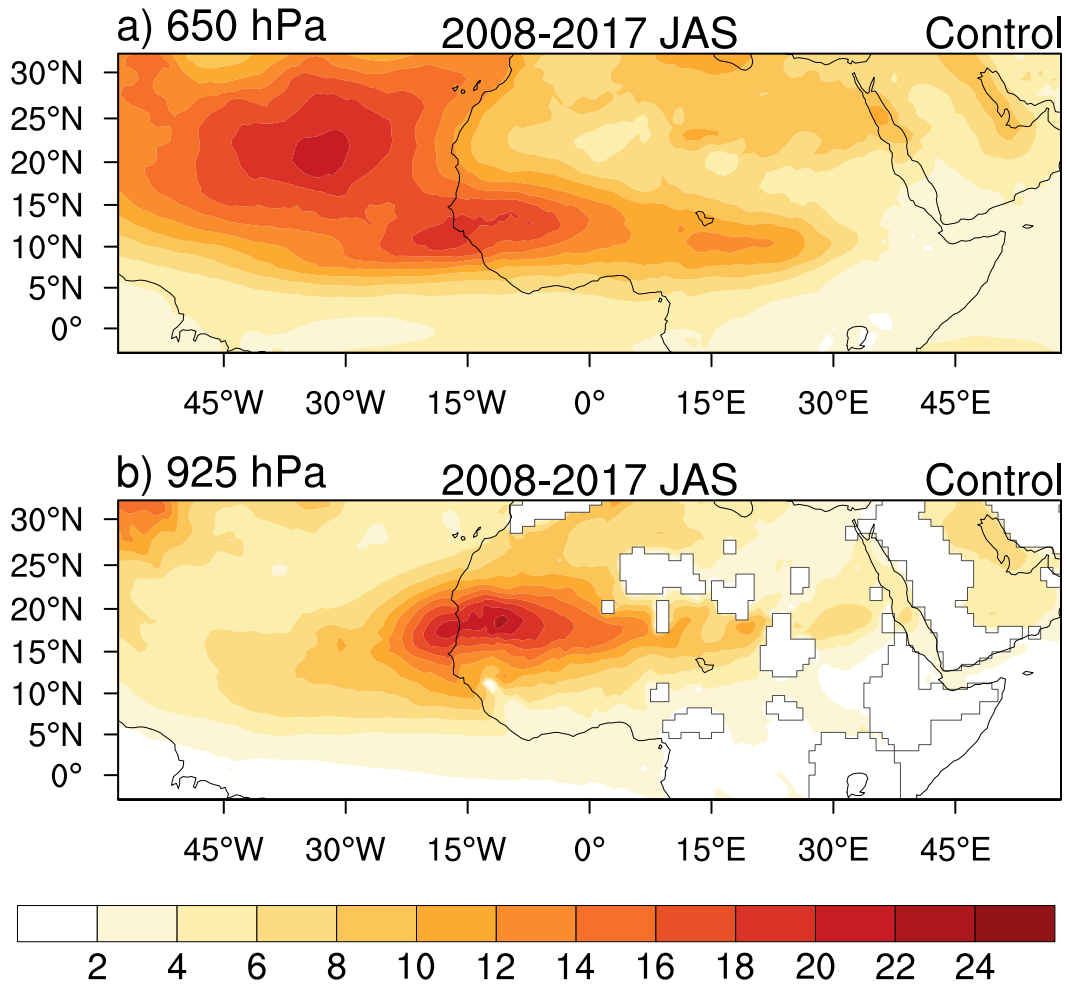 a) 650 hPa 2008-2017 JAS Control
30°N
25°N
20°N
15°N
10°N
5°N
0°
45°W 30°W 15°W 0° 15°E 30°E 45°E
b) 925 hPa 2008-2017 JAS Control
30°N
25°N
20°N
15°N
10°N
5°N
0°
45°W 30°W 15°W 0° 15°E 30°E 45°E
2 4 6 8 10 12 14 16 18 20 22 24